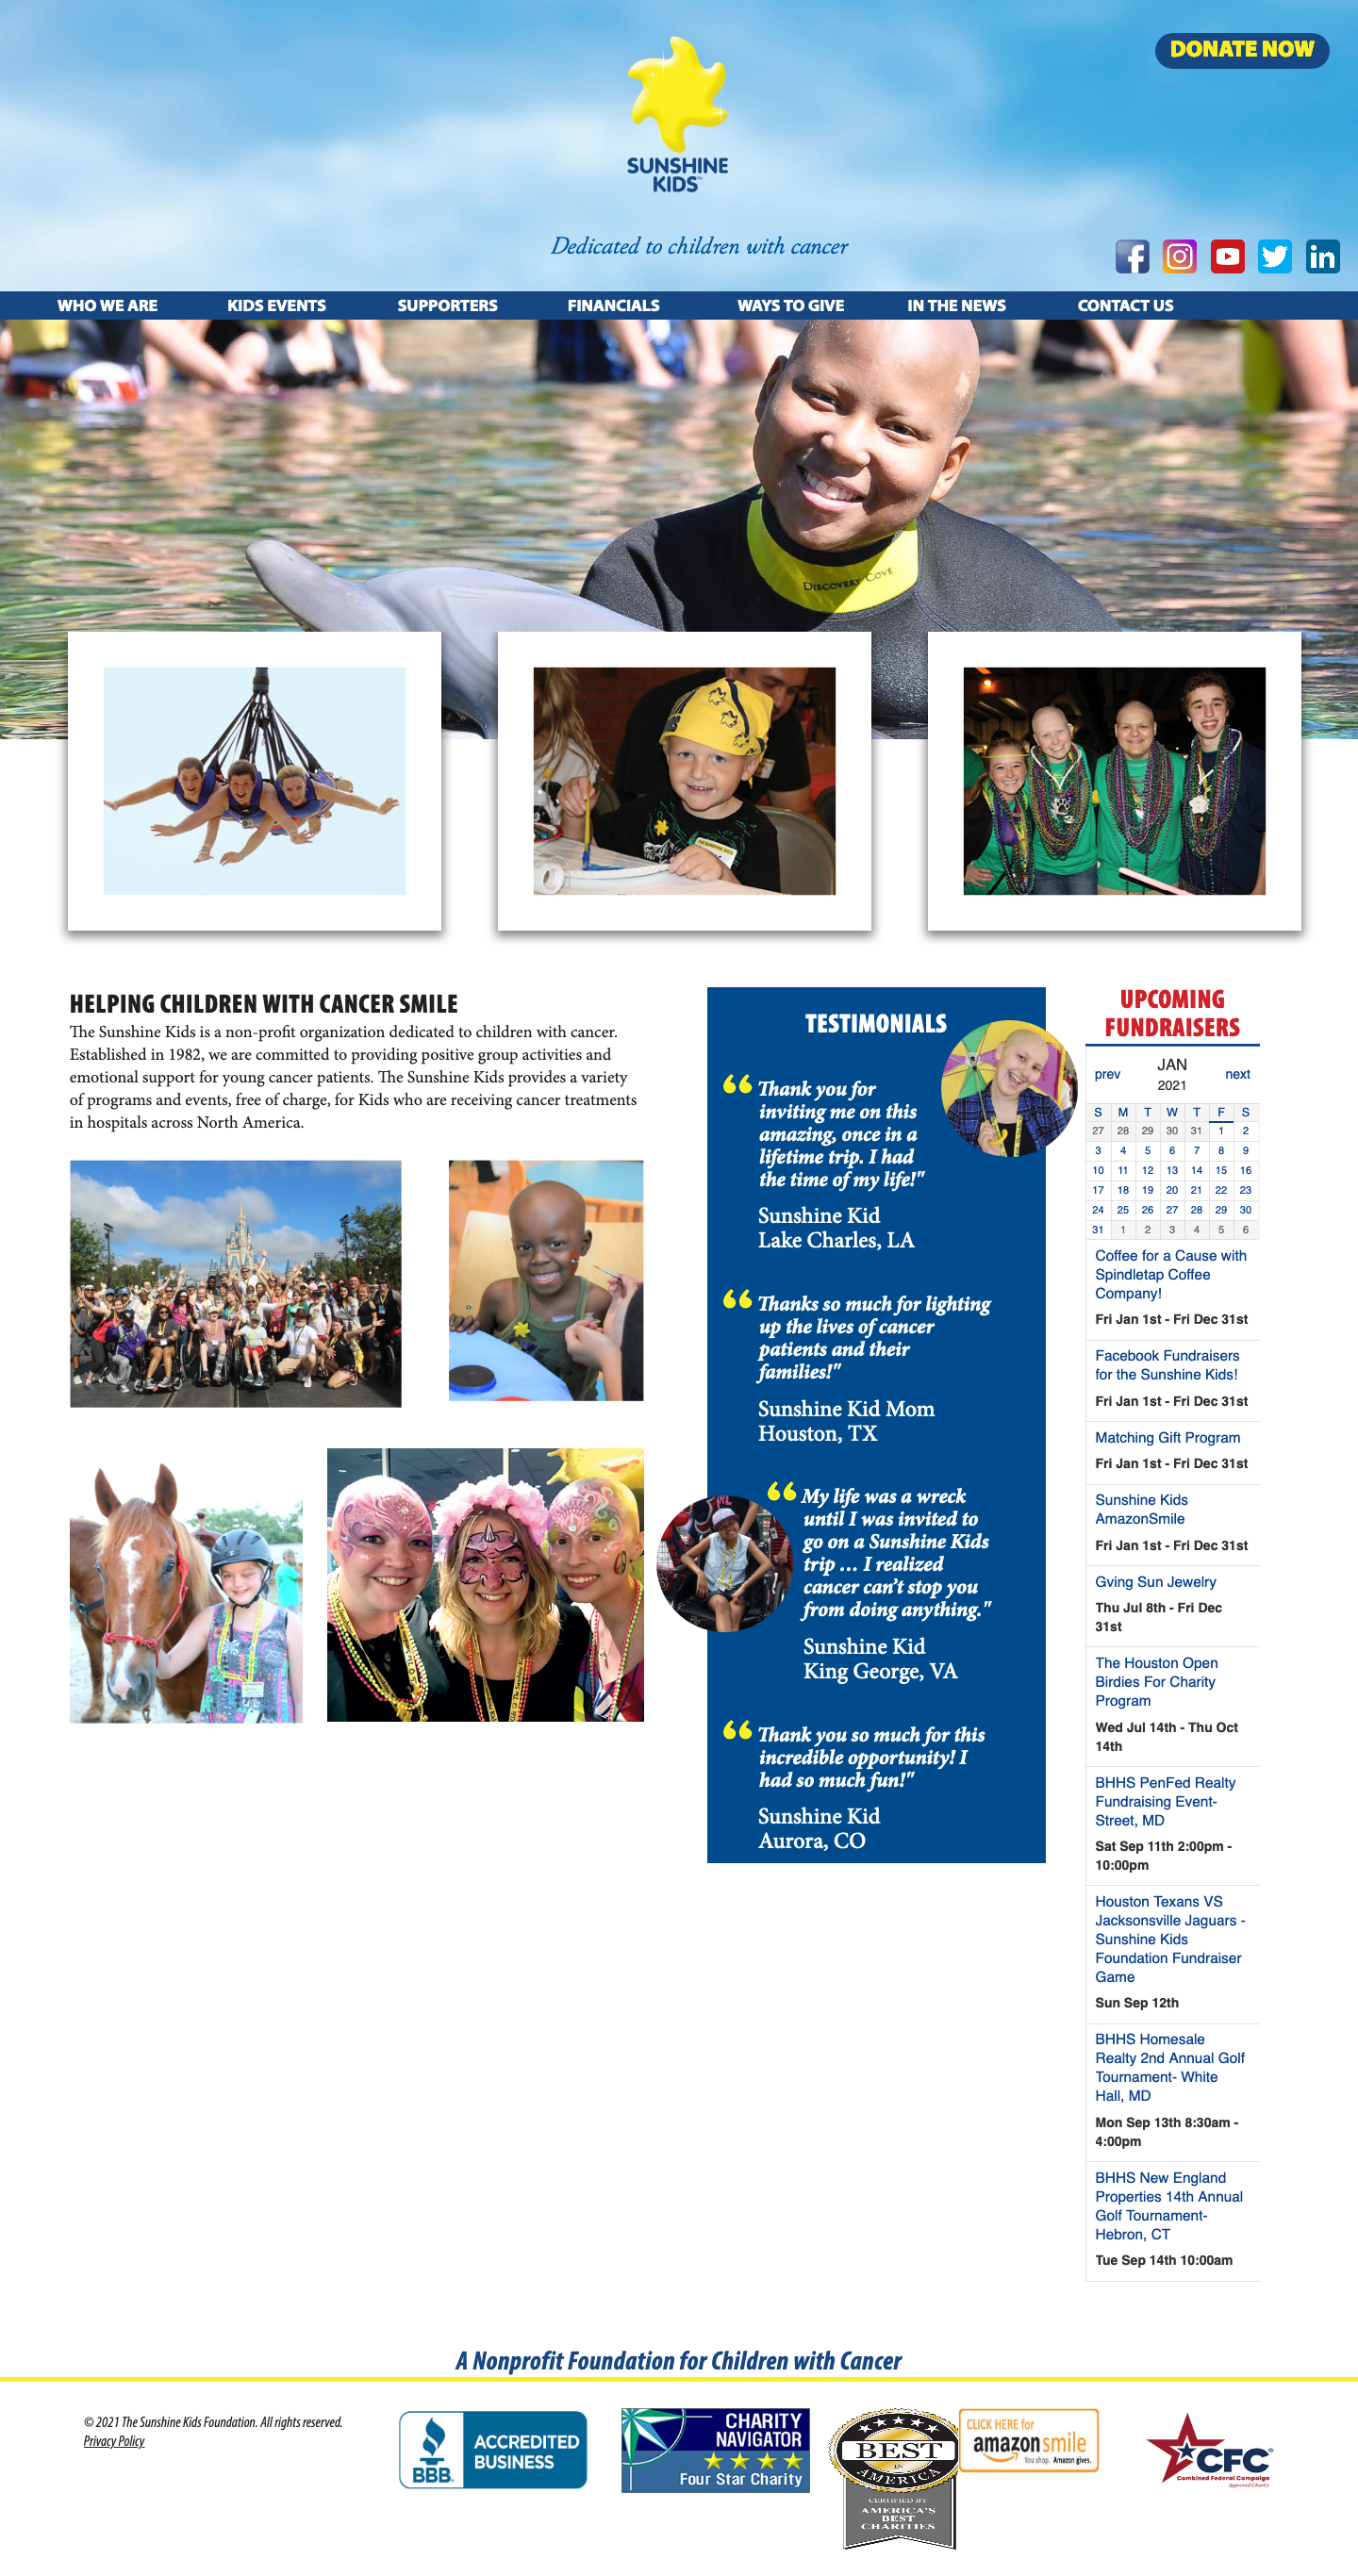 DONATE NOW
SUNSHINE
KIDS
Dedicated to children with cancer
WHO WE ARE
KIDS EVENTS
SUPPORTERS
FINANCIALS
WAYS TO GIVE
IN THE NEWS
CONTACT US
DISCOVERY COVE
HELPING CHILDREN WITH CANCER SMILE
The Sunshine Kids is a non-profit organization dedicated to children with cancer.
Established in 1982, we are committed to providing positive group activities and
emotional support for young cancer patients. The Sunshine Kids provides a variety
of programs and events, free of charge, for Kids who are receiving cancer treatments
in hospitals across North America.
TESTIMONIALS
“Thank you for
inviting me on this
amazing, once in a
lifetime trip. I had
the time of my life!"
Sunshine Kid
Lake Charles, LA
“Thanks so much for lighting
up the lives of cancer
patients and their
families!"
Sunshine Kid Mom
Houston, TX
“My life was a wreck
until I was invited to
go on a Sunshine Kids
trip … I realized
cancer can’t stop you
from doing anything."
Sunshine Kid
King George, VA
“Thank you so much for this
incredible opportunity! I
had so much fun!"
Sunshine Kid
Aurora, CO
UPCOMING
FUNDRAISERS
prev JAN next
2021
S M T W T F S
27 28 29 30 31 1 2
3 4 5 6 7 8 9
10 11 12 13 14 15 16
17 18 19 20 21 22 23
24 25 26 27 28 29 30
31 1 2 3 4 5 6
Coffee for a Cause with
Spindletap Coffee
Company!
Fri Jan 1st - Fri Dec 31st
Facebook Fundraisers
for the Sunshine Kids!
Fri Jan 1st - Fri Dec 31st
Matching Gift Program
Fri Jan 1st - Fri Dec 31st
Sunshine Kids
AmazonSmile
Fri Jan 1st - Fri Dec 31st
Gving Sun Jewelry
Thu Jul 8th - Fri Dec
31st
The Houston Open
Birdies For Charity
Program
Wed Jul 14th - Thu Oct
14th
BHHS PenFed Realty
Fundraising Event-
Street, MD
Sat Sep 11th 2:00pm -
10:00pm
Houston Texans VS
Jacksonsville Jaguars -
Sunshine Kids
Foundation Fundraiser
Game
Sun Sep 12th
BHHS Homesale
Realty 2nd Annual Golf
Tournament- White
Hall, MD
Mon Sep 13th 8:30am -
4:00pm
BHHS New England
Properties 14th Annual
Golf Tournament-
Hebron, CT
Tue Sep 14th 10:00am
A Nonprofit Foundation for Children with Cancer
© 2021 The Sunshine Kids Foundation. All rights reserved.
Privacy Policy
BBB.
ACCREDITED
BUSINESS
CHARITY
NAVIGATOR
Four Star Charity
BEST
IN
AMERICA
CERTIFIED BY
AMERICA'S
BEST
CHARITIES
CLICK HERE for
amazonsmile
You shop. Amazon gives.
CFC
Combined Federal Campaign
Approved Charity